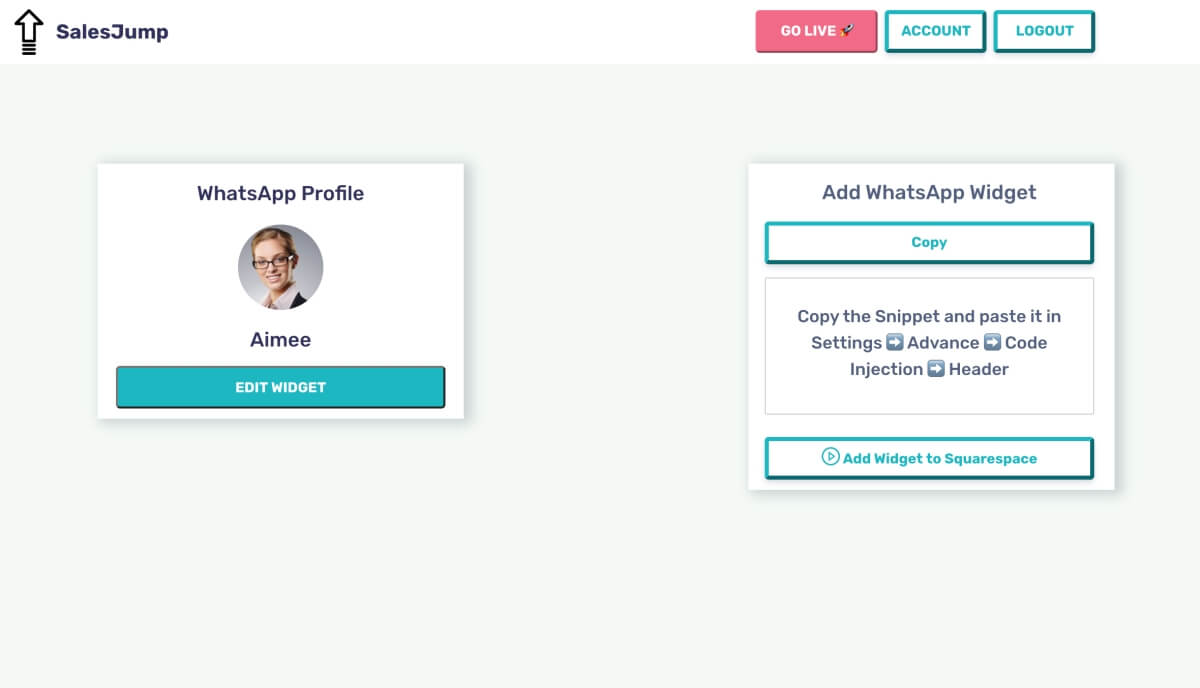 SalesJump
GO LIVE 🚀
ACCOUNT
LOGOUT
WhatsApp Profile
Aimee
EDIT WIDGET
Add WhatsApp Widget
Copy
Copy the Snippet and paste it in
Settings ➡️ Advance ➡️ Code
Injection ➡️ Header
Add Widget to Squarespace